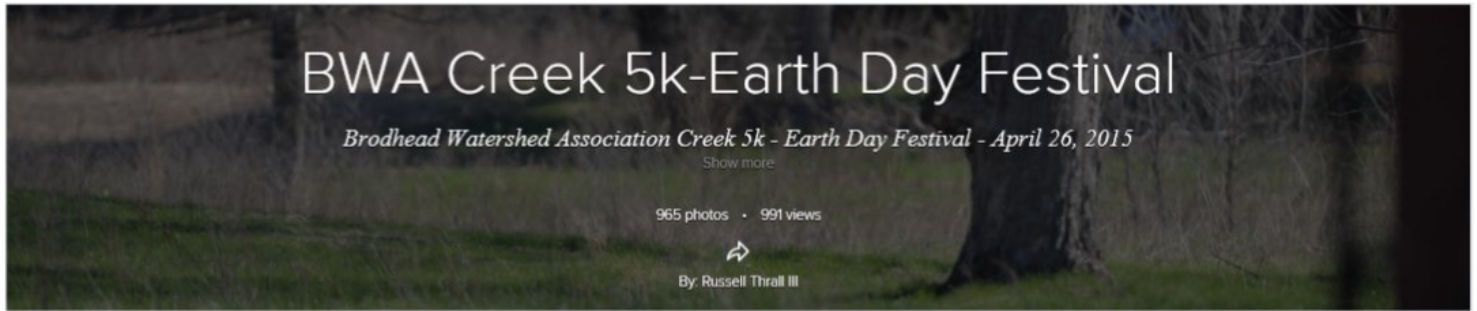 BWA Creek 5k-Earth Day Festival
Brodhead Watershed Association Creek 5k - Earth Day Festival - April 26, 2015
Show more
965 photos • 991 views
By: Russell Thrall III